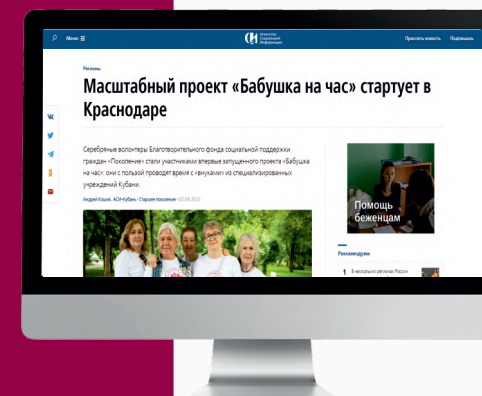 Меню
Агентство
Социальной
Информации
Прислать новость
Подпишись
Регионы
Масштабный проект «Бабушка на час» стартует в
Краснодаре
Серебряные волонтеры Благотворительного фонда социальной поддержки
граждан «Поколение» стали участниками впервые запущенного проекта «Бабушка
на час»: они с пользой проводят время с «внуками» из специализированных
учреждений Кубани.
Андрей Кошик, АСИ-Кубань · Старшее поколение ·
Помощь
беженцам
Рекомендуем
1 В нескольких регионах России